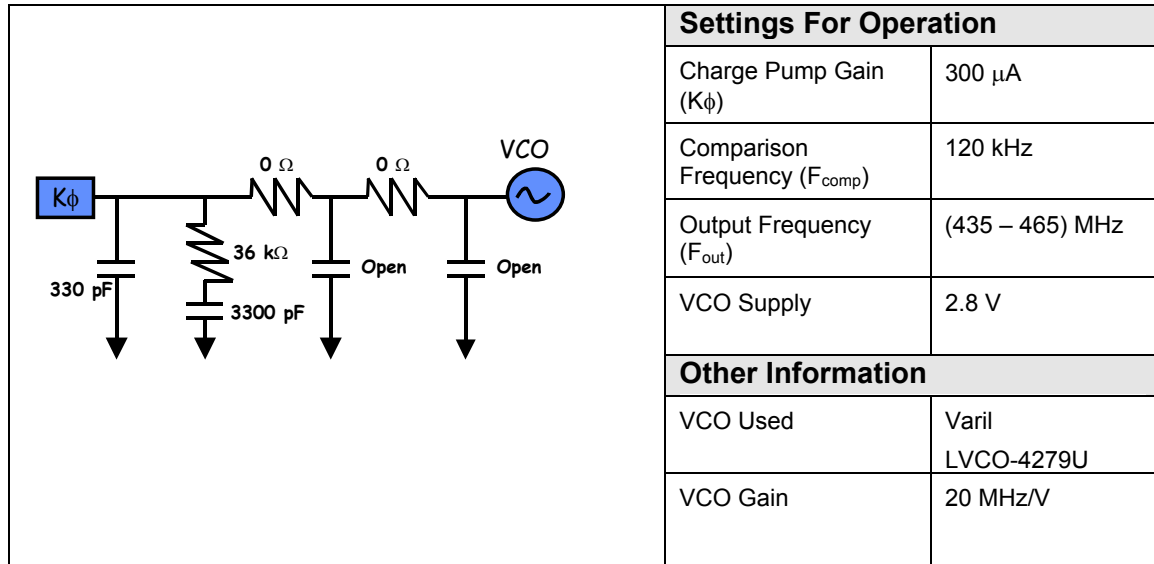 Kϕ
330 pF
36 kΩ
3300 pF
0 Ω
Open
0 Ω
Open
VCO
Settings For Operation
Charge Pump Gain
(Kϕ)
300 μA
Comparison
Frequency (Fcomp)
120 kHz
Output Frequency
(Fout)
(435 – 465) MHz
VCO Supply
2.8 V
Other Information
VCO Used
Varil
LVCO-4279U
VCO Gain
20 MHz/V